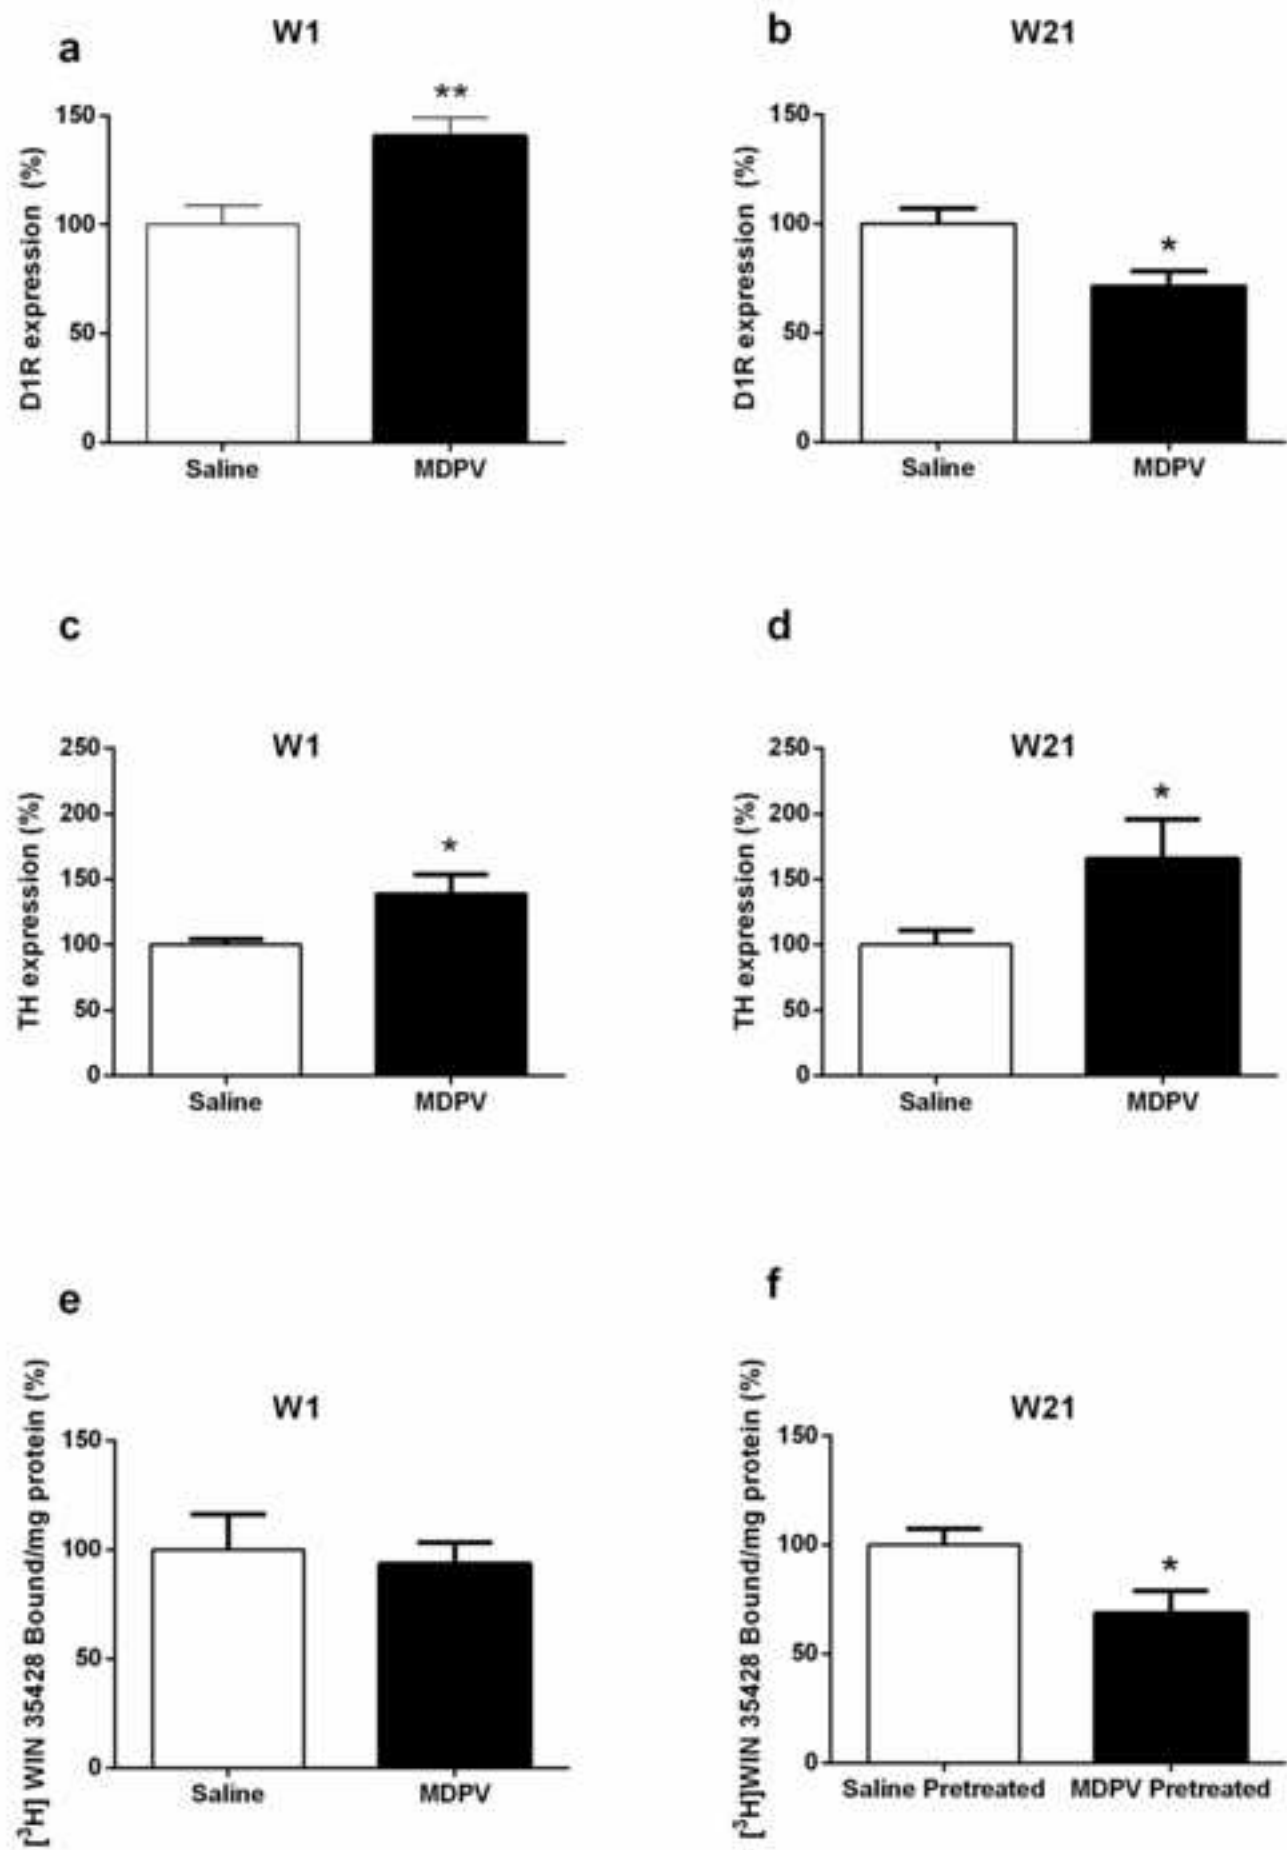 a
W1
**
150
100
50
0
D1R expression (%)
Saline
MDPV
b
W21
*
150
100
50
0
D1R expression (%)
Saline
MDPV
c
W1
*
250
200
150
100
50
0
TH expression (%)
Saline
MDPV
d
W21
*
250
200
150
100
50
0
TH expression (%)
Saline
MDPV
e
W1
150
100
50
0
[³H] WIN 35428 Bound/mg protein (%)
Saline
MDPV
f
W21
*
150
100
50
0
[³H]WIN 35428 Bound/mg protein (%)
Saline Pretreated
MDPV Pretreated